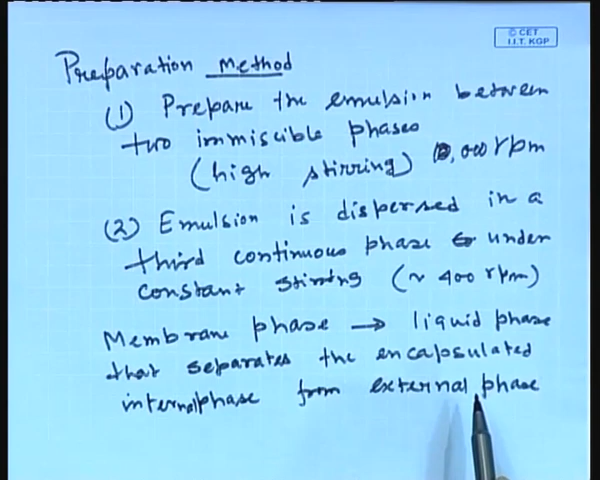 © CET
I.I.T. KGP
Preparation Method
(1) Prepare the emulsion between
two immiscible phases
(high stirring) 10,000 rpm
(2) Emulsion is dispersed in a
third continuous phase under
constant stirring (~ 400 rpm)
Membrane phase → liquid phase
that separates the encapsulated
internal phase from external phase